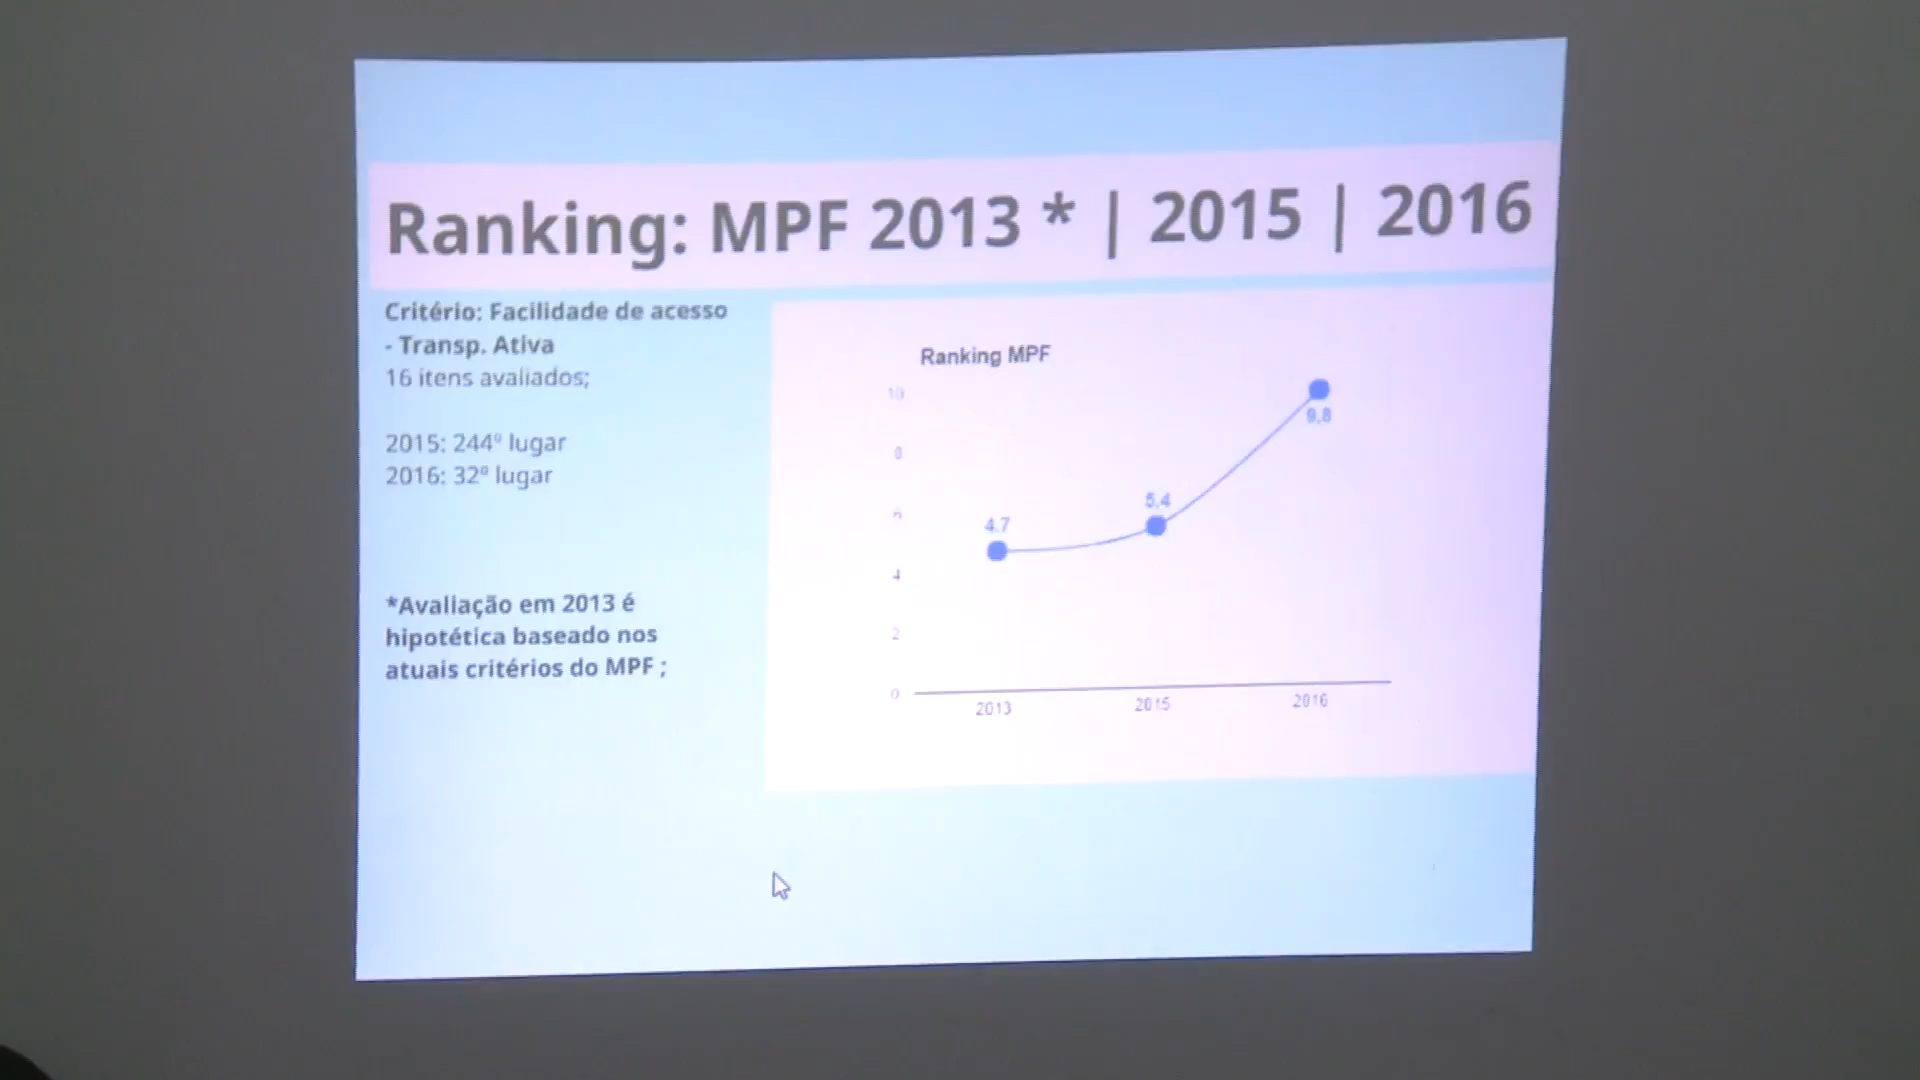 Ranking: MPF 2013 * | 2015 | 2016
Critério: Facilidade de acesso
- Transp. Ativa
16 itens avaliados;
2015: 244º lugar
2016: 32º lugar
*Avaliação em 2013 é
hipotética baseado nos
atuais critérios do MPF ;
Ranking MPF
10
8
6
4
2
0
4,7
5,4
9,8
2013
2015
2016